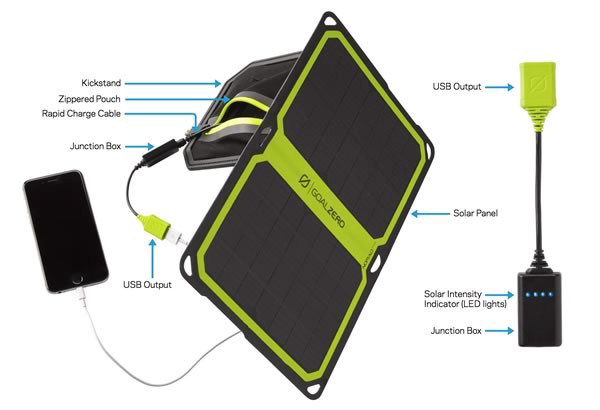 Kickstand
Zippered Pouch
Rapid Charge Cable
Junction Box
USB Output
GOALZERO
Solar Panel
USB Output
Solar Intensity
Indicator (LED lights)
Junction Box